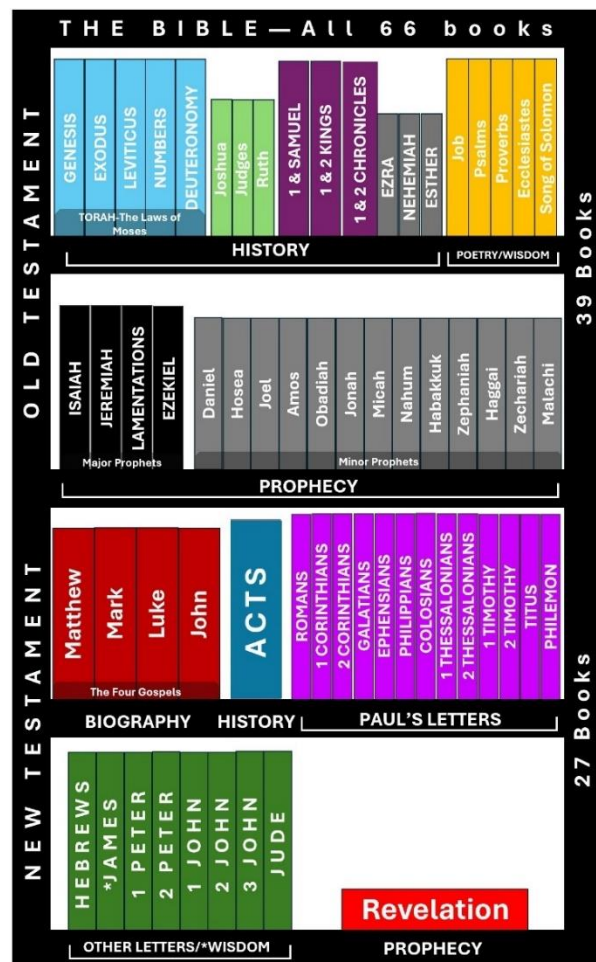 THE BIBLE—All 66 books
OLD TESTAMENT
39 Books
GENESIS
EXODUS
LEVITICUS
NUMBERS
DEUTERONOMY
TORAH-The Laws of
Moses
Joshua
Judges
Ruth
1 & SAMUEL
1 & 2 KINGS
1 & 2 CHRONICLES
EZRA
NEHEMIAH
ESTHER
Job
Psalms
Proverbs
Ecclesiastes
Song of Solomon
HISTORY
POETRY/WISDOM
ISAIAH
JEREMIAH
LAMENTATIONS
EZEKIEL
Major Prophets
Daniel
Hosea
Joel
Amos
Obadiah
Jonah
Micah
Nahum
Habakkuk
Zephaniah
Haggai
Zechariah
Malachi
Minor Prophets
PROPHECY
NEW TESTAMENT
27 Books
Matthew
Mark
Luke
John
The Four Gospels
ACTS
ROMANS
1 CORINTHIANS
2 CORINTHIANS
GALATIANS
EPHENSIANS
PHILIPPIANS
COLOSIANS
1 THESSALONIANS
2 THESSALONIANS
1 TIMOTHY
2 TIMOTHY
TITUS
PHILEMON
BIOGRAPHY
HISTORY
PAUL'S LETTERS
HEBREWS
*JAMES
1 PETER
2 PETER
1 JOHN
2 JOHN
3 JOHN
JUDE
Revelation
OTHER LETTERS/*WISDOM
PROPHECY